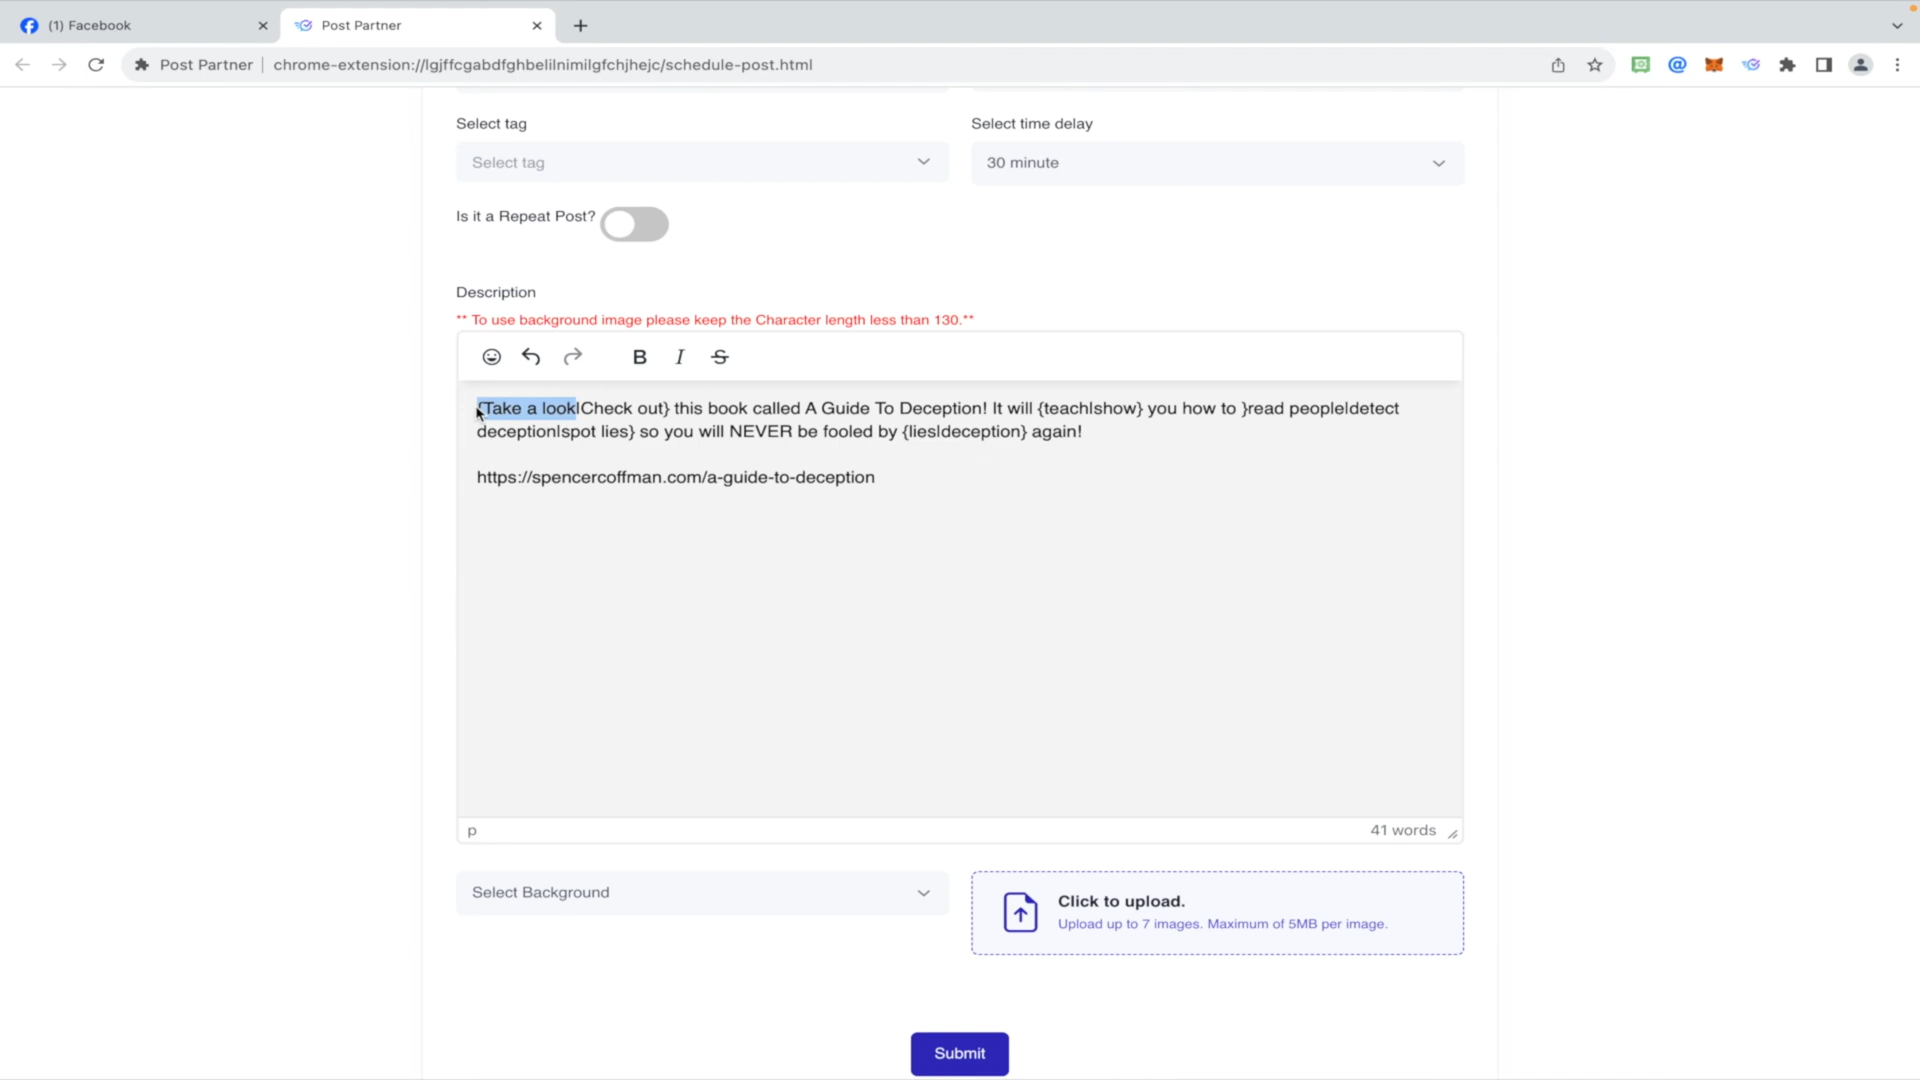 (1) Facebook
Post Partner
Post Partner | chrome-extension://lgjffcgabdfghbelilnimilgfchjhejc/schedule-post.html
Select tag
Select time delay
Select tag
30 minute
Is it a Repeat Post?
Description
** To use background image please keep the Character length less than 130.**
B I S
{Take a look|Check out} this book called A Guide To Deception! It will {teach|show} you how to }read people|detect
deception|spot lies} so you will NEVER be fooled by {lies|deception} again!
https://spencercoffman.com/a-guide-to-deception
p
41 words
Select Background
Click to upload.
Upload up to 7 images. Maximum of 5MB per image.
Submit